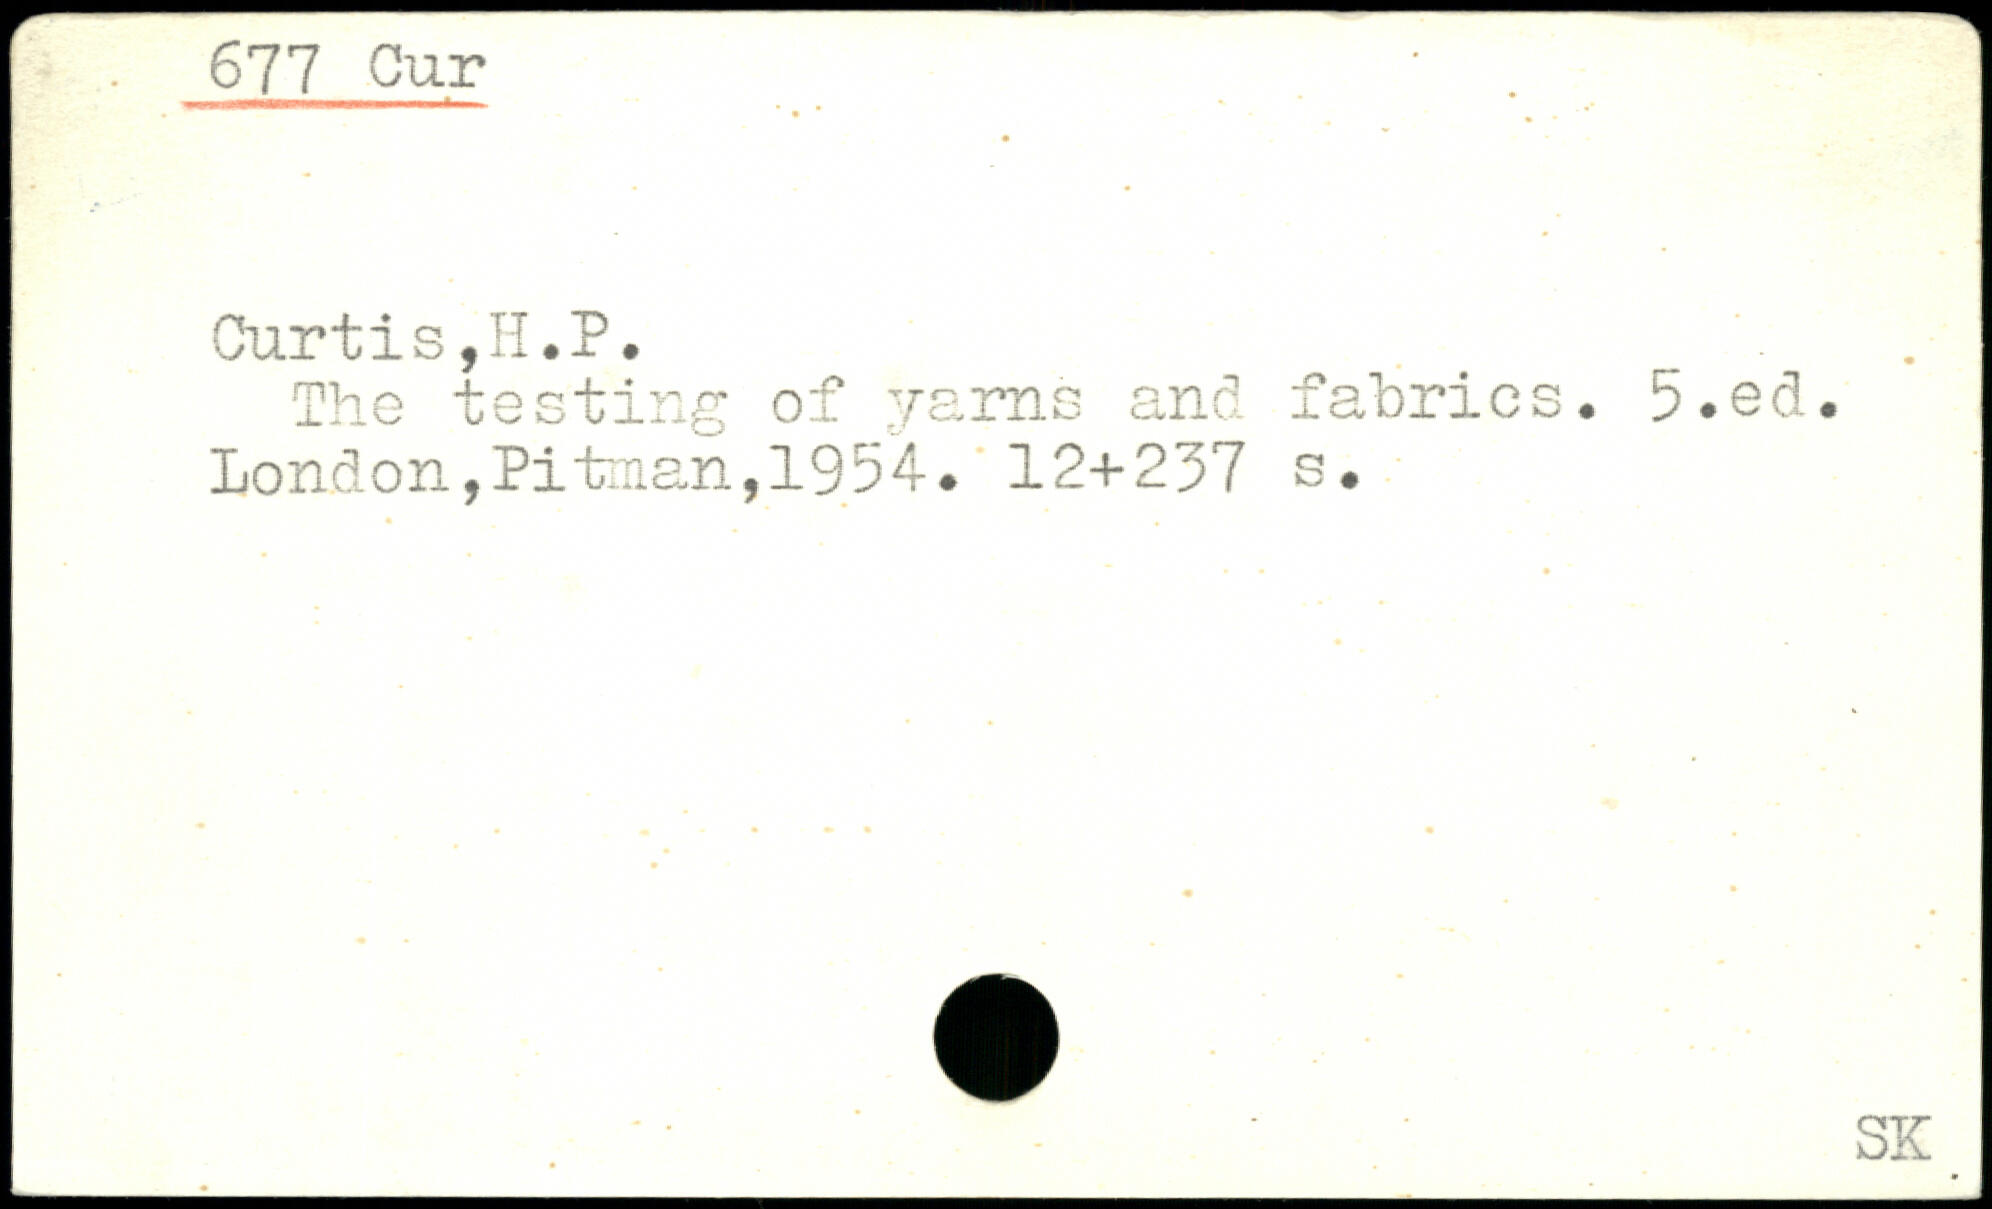 677 Cur
Curtis,H.P.
The testing of yarns and fabrics. 5.ed.
London,Pitman,1954. 12+237 s.
SK